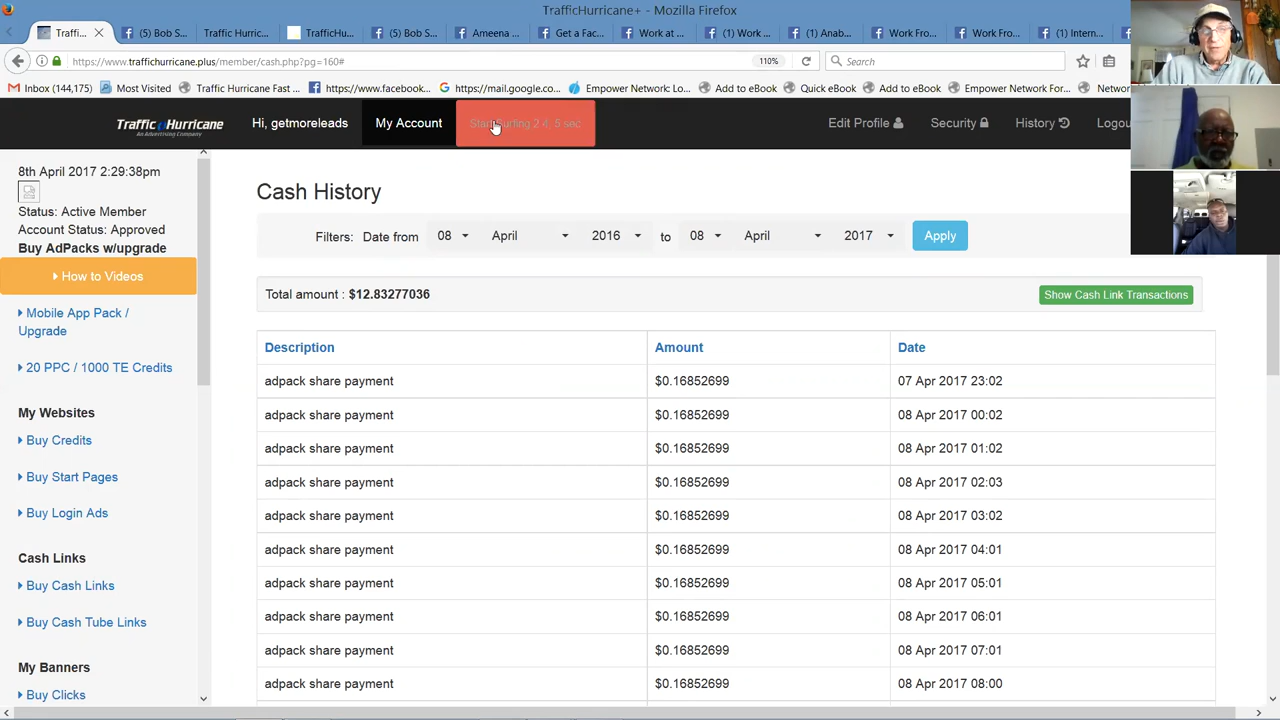 TrafficHurricane+ - Mozilla Firefox
Traffi... (5) Bob S... Traffic Hurric... TrafficHu... (5) Bob S... Ameena ... Get a Fac... Work at ... (1) Work ... (1) Anab... Work Fro... Work Fro... (1) Intern...
https://www.traffichurricane.plus/member/cash.php?pg=160# 110% Search
Inbox (144,175) Most Visited Traffic Hurricane Fast ... https://www.facebook... https://mail.google.co... Empower Network: Lo... Add to eBook Quick eBook Add to eBook Empower Network Fo... Networ
Traffic Hurricane Hi, getmoreleads My Account Start Surfing 5 sec Edit Profile Security History Logou
An Advertising Company
8th April 2017 2:29:38pm
Status: Active Member
Account Status: Approved
Buy AdPacks w/upgrade
How to Videos
Mobile App Pack /
Upgrade
20 PPC / 1000 TE Credits
My Websites
Buy Credits
Buy Start Pages
Buy Login Ads
Cash Links
Buy Cash Links
Buy Cash Tube Links
My Banners
Buy Clicks
Cash History
Filters: Date from 08 April 2016 to 08 April 2017 Apply
Total amount : $12.83277036 Show Cash Link Transactions
Description Amount Date
adpack share payment $0.16852699 07 Apr 2017 23:02
adpack share payment $0.16852699 08 Apr 2017 00:02
adpack share payment $0.16852699 08 Apr 2017 01:02
adpack share payment $0.16852699 08 Apr 2017 02:03
adpack share payment $0.16852699 08 Apr 2017 03:02
adpack share payment $0.16852699 08 Apr 2017 04:01
adpack share payment $0.16852699 08 Apr 2017 05:01
adpack share payment $0.16852699 08 Apr 2017 06:01
adpack share payment $0.16852699 08 Apr 2017 07:01
adpack share payment $0.16852699 08 Apr 2017 08:00